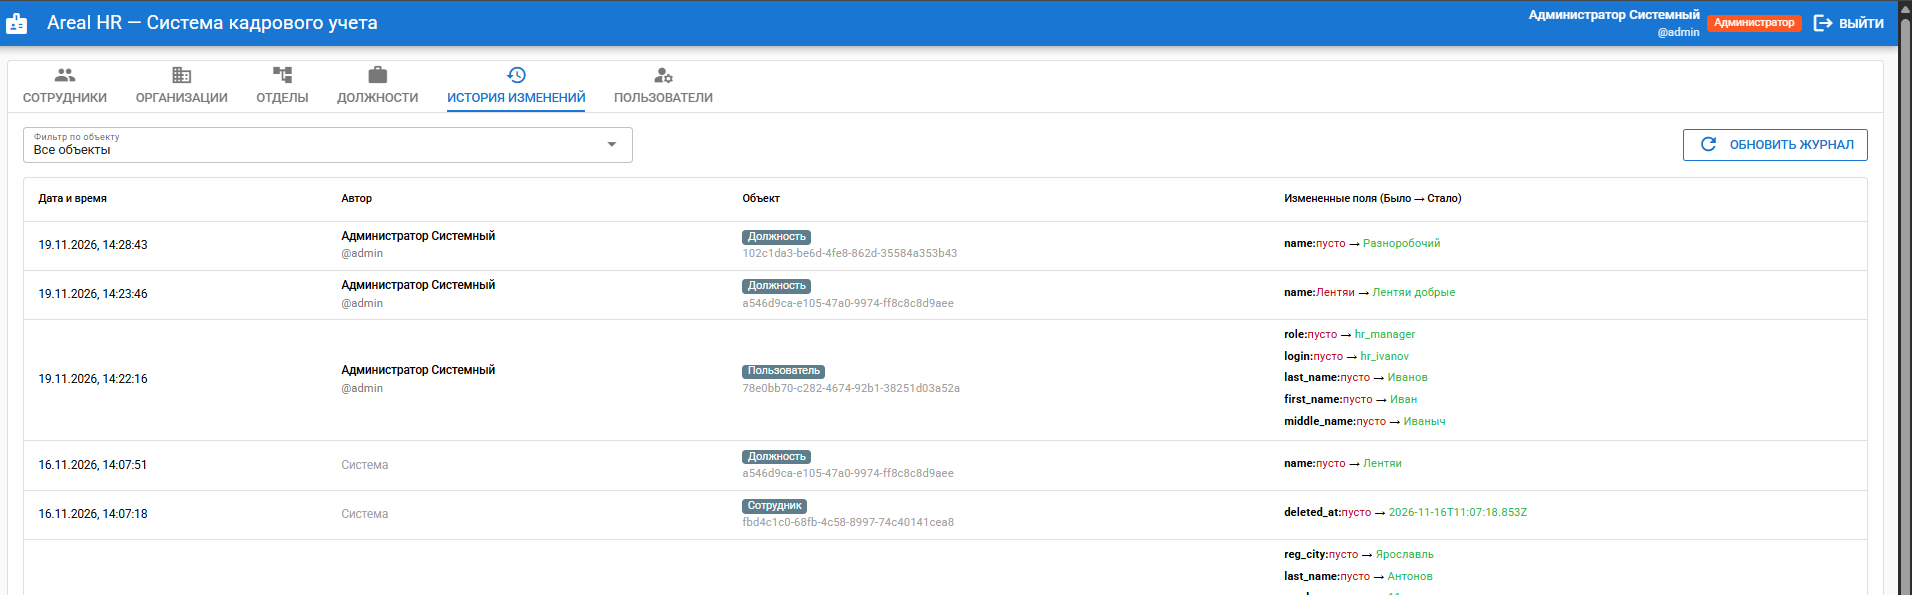 Areal HR — Система кадрового учета
Администратор Системный
@admin
Администратор
ВЫЙТИ
СОТРУДНИКИ
ОРГАНИЗАЦИИ
ОТДЕЛЫ
ДОЛЖНОСТИ
ИСТОРИЯ ИЗМЕНЕНИЙ
ПОЛЬЗОВАТЕЛИ
Фильтр по объекту
Все объекты
ОБНОВИТЬ ЖУРНАЛ
Дата и время Автор Объект Измененные поля (Было → Стало)
19.11.2026, 14:28:43
Администратор Системный
@admin
Должность
102c1da3-be6d-4fe8-862d-35584a353b43
name:пусто → Разноробочий
19.11.2026, 14:23:46
Администратор Системный
@admin
Должность
a546d9ca-e105-47a0-9974-ff8c8c8d9aee
name:Лентяи → Лентяи добрые
19.11.2026, 14:22:16
Администратор Системный
@admin
Пользователь
78e0bb70-c282-4674-92b1-38251d03a52a
role:пусто → hr_manager
login:пусто → hr_ivanov
last_name:пусто → Иванов
first_name:пусто → Иван
middle_name:пусто → Иваныч
16.11.2026, 14:07:51
Система
Должность
a546d9ca-e105-47a0-9974-ff8c8c8d9aee
name:пусто → Лентяи
16.11.2026, 14:07:18
Система
Сотрудник
fbd4c1c0-68fb-4c58-8997-74c40141cea8
deleted_at:пусто → 2026-11-16T11:07:18.853Z
reg_city:пусто → Ярославль
last_name:пусто → Антонов